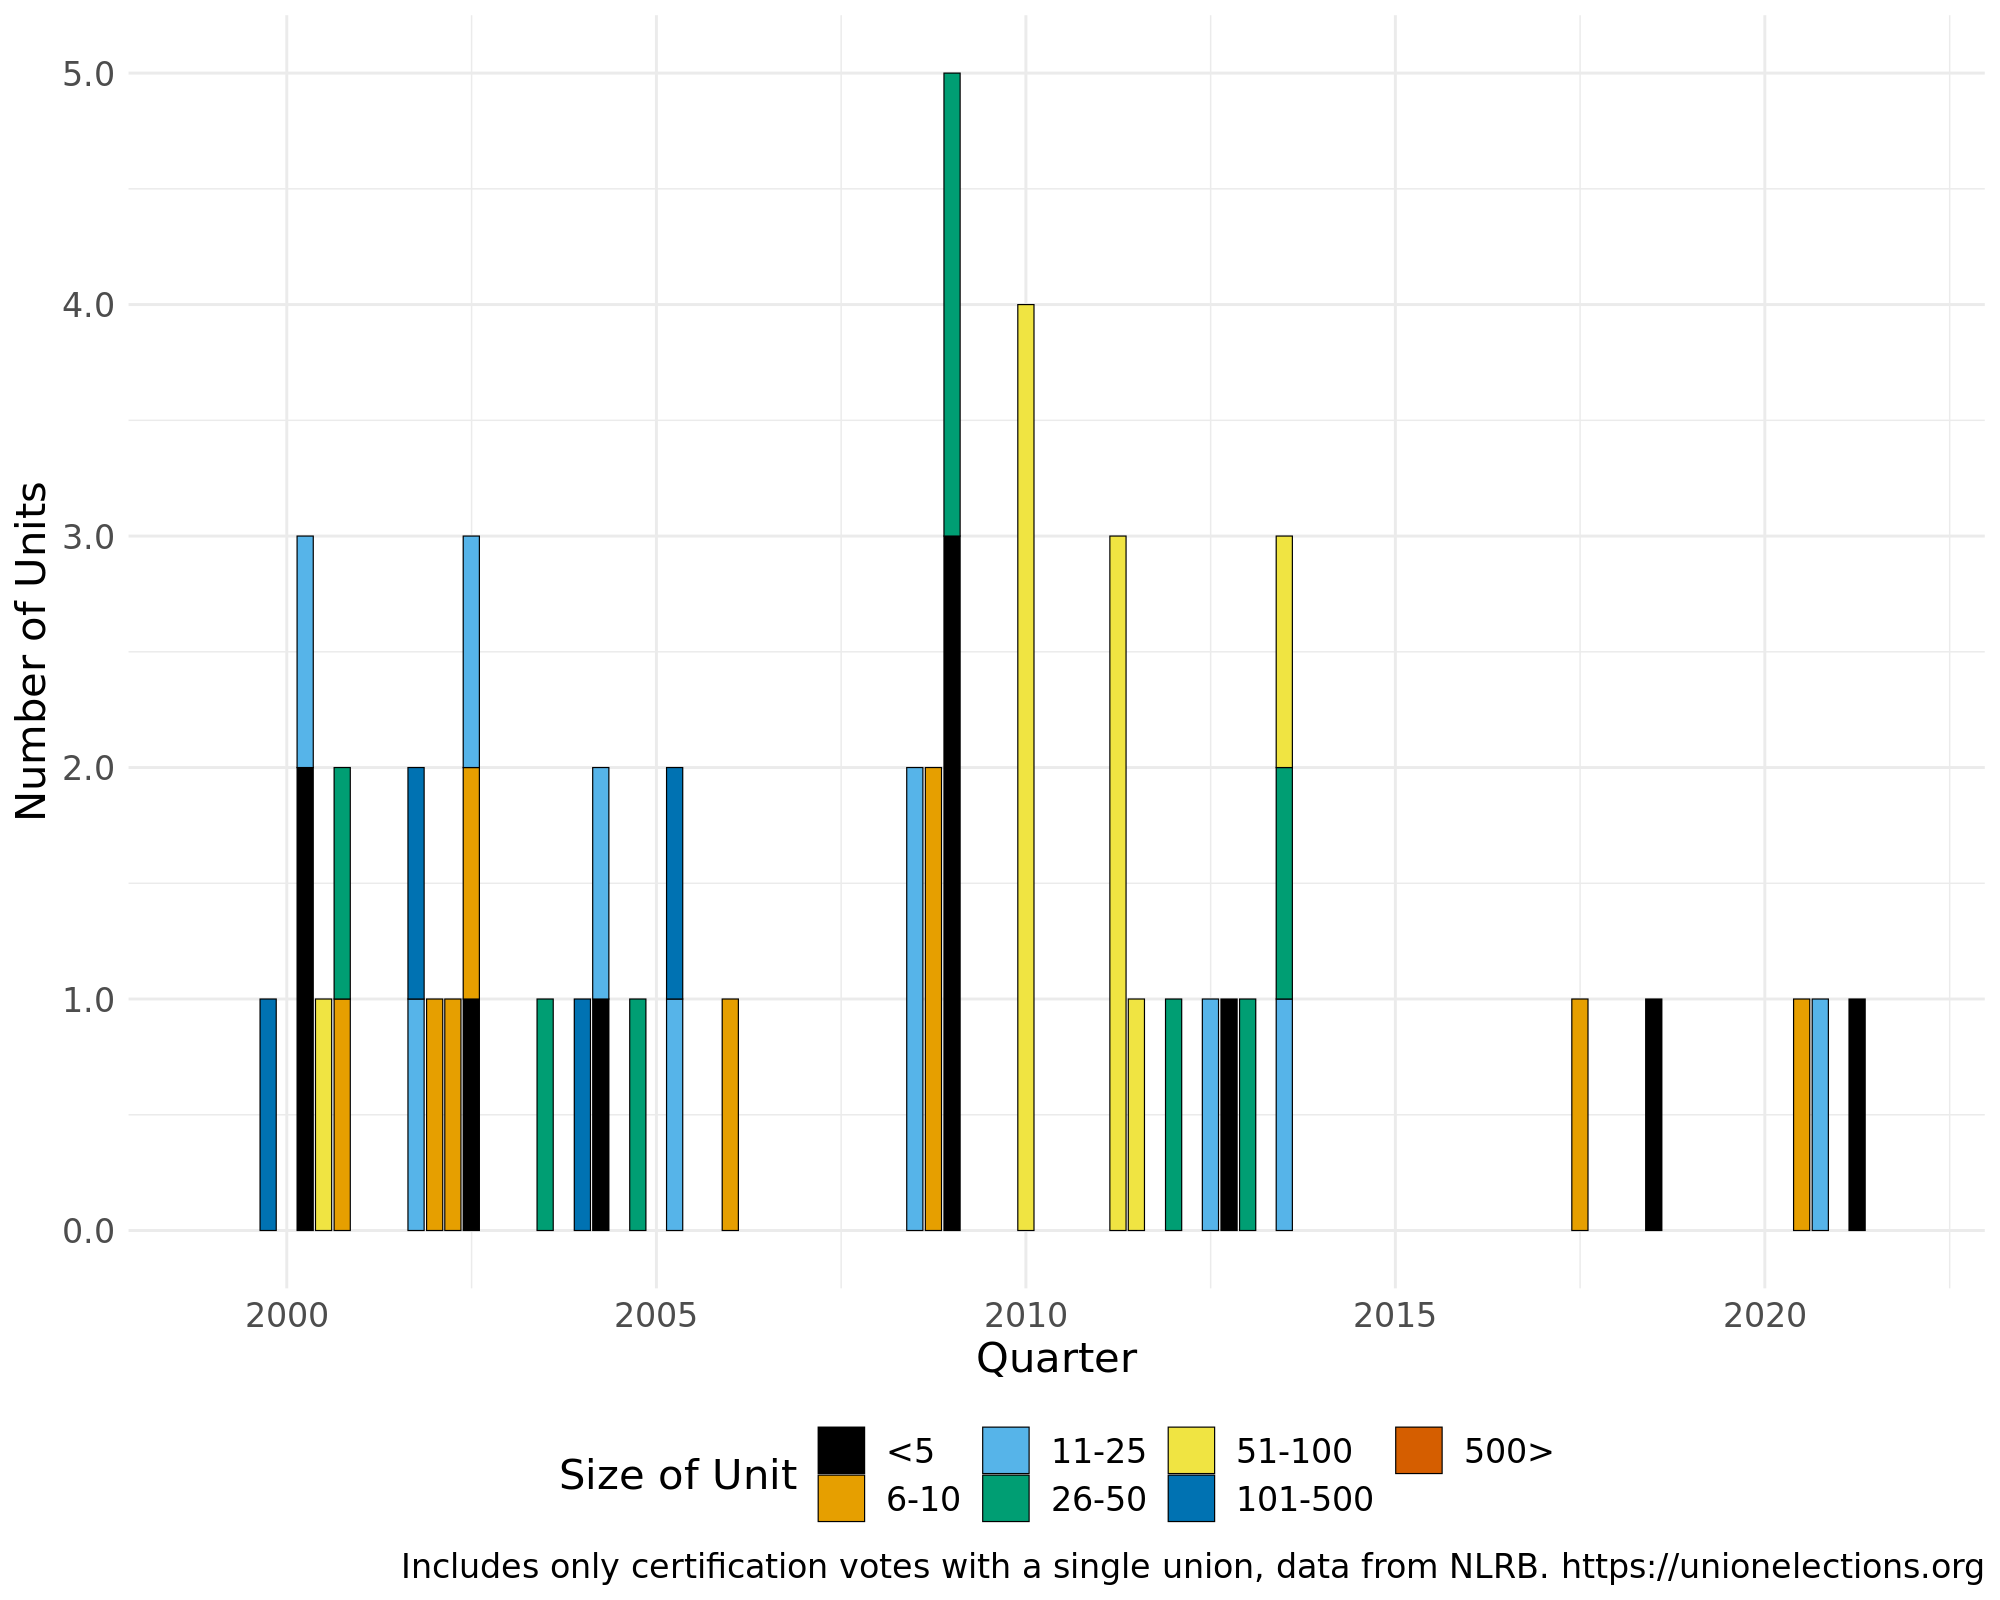 5.0
4.0
3.0
2.0
1.0
0.0
Number of Units
2000 2005 2010 2015 2020
Quarter
Size of Unit
<5 11-25 51-100 500>
6-10 26-50 101-500
Includes only certification votes with a single union, data from NLRB. https://unionelections.org